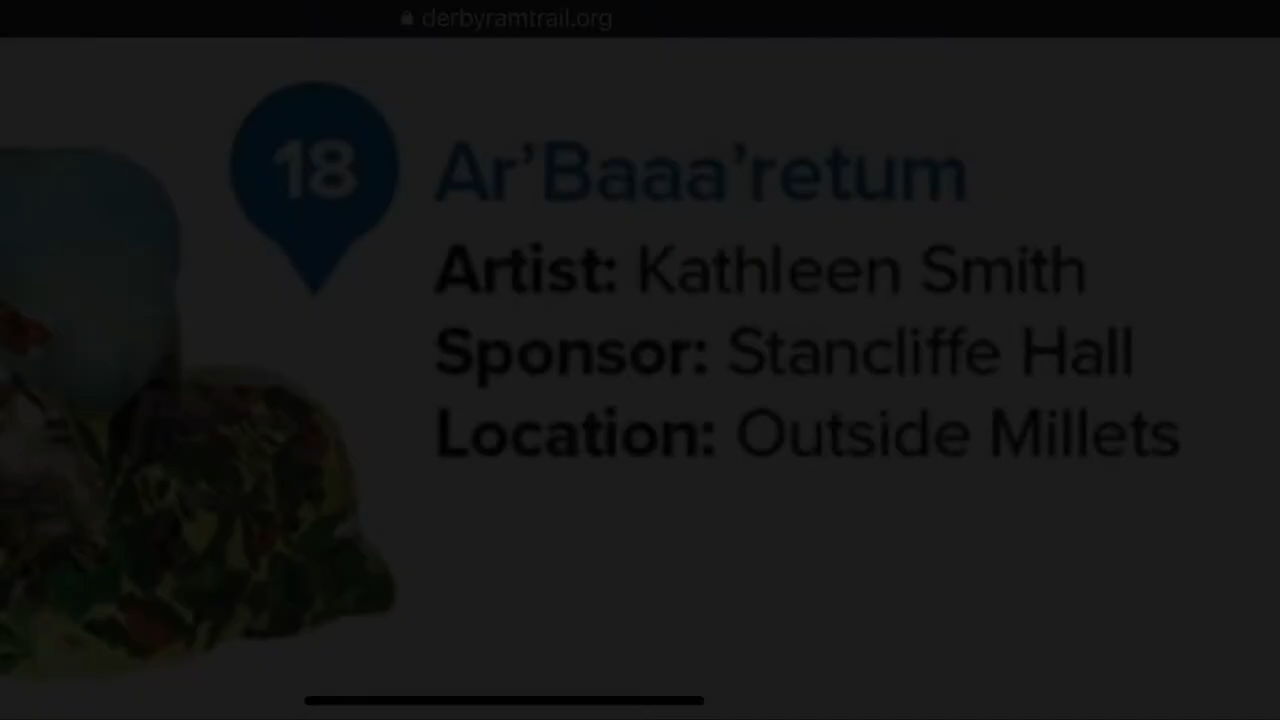 derbyramtrail.org
18
Ar’Baaa’retum
Artist: Kathleen Smith
Sponsor: Stancliffe Hall
Location: Outside Millets